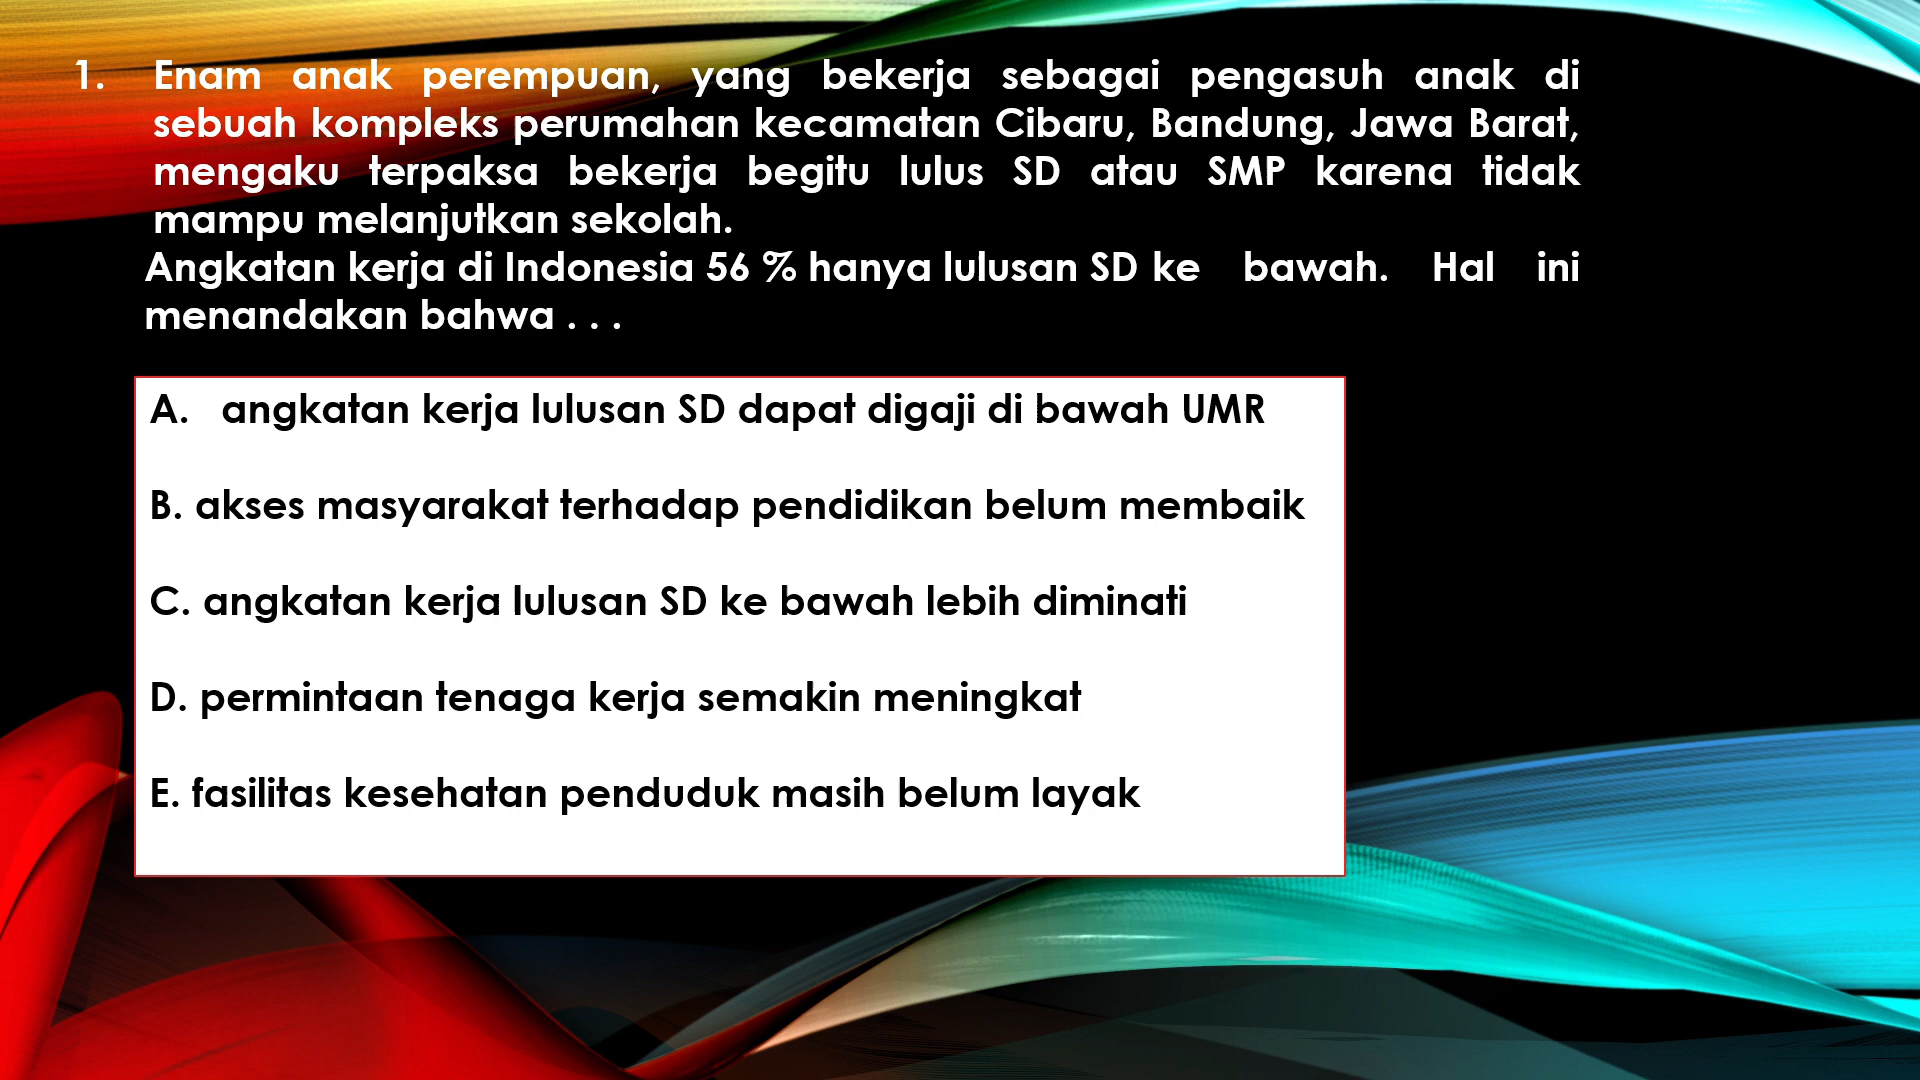 1. Enam anak perempuan, yang bekerja sebagai pengasuh anak di
sebuah kompleks perumahan kecamatan Cibaru, Bandung, Jawa Barat,
mengaku terpaksa bekerja begitu lulus SD atau SMP karena tidak
mampu melanjutkan sekolah.
Angkatan kerja di Indonesia 56 % hanya lulusan SD ke bawah. Hal ini
menandakan bahwa . . .
A. angkatan kerja lulusan SD dapat digaji di bawah UMR
B. akses masyarakat terhadap pendidikan belum membaik
C. angkatan kerja lulusan SD ke bawah lebih diminati
D. permintaan tenaga kerja semakin meningkat
E. fasilitas kesehatan penduduk masih belum layak